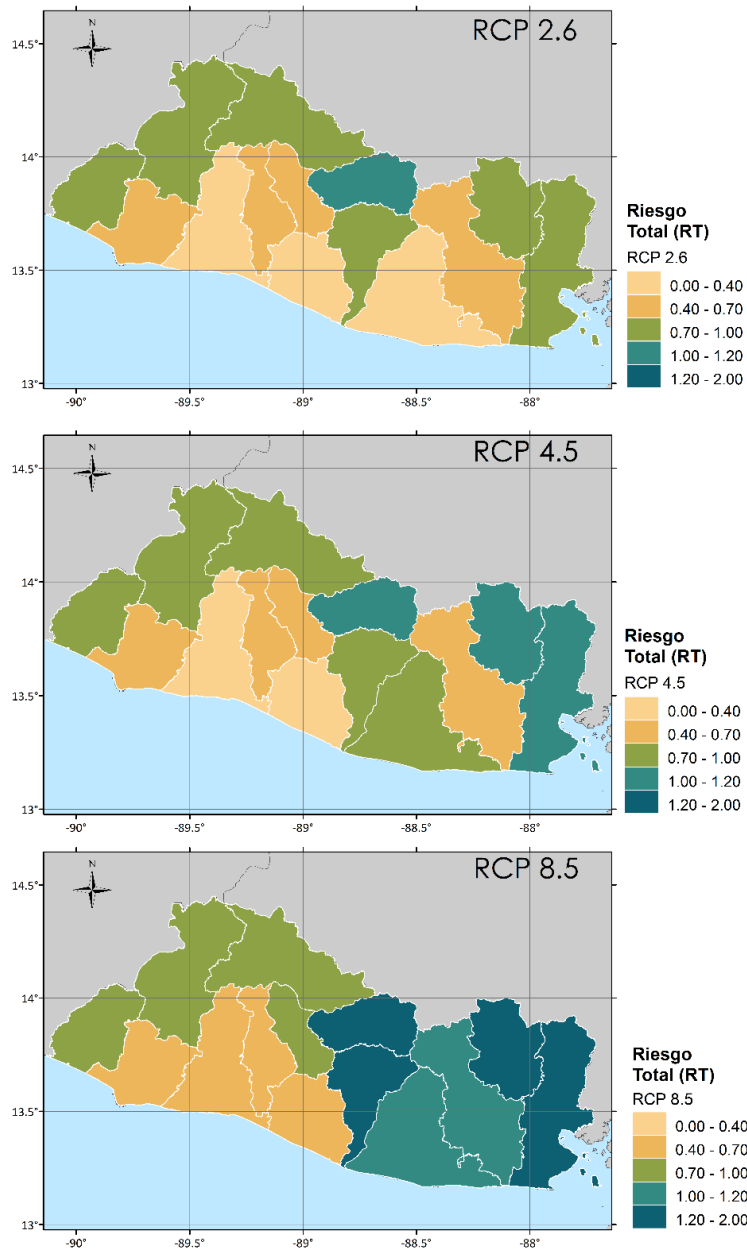 RCP 2.6
N
14.5°
14°
13.5°
13°
-90°
-89.5°
-89°
-88.5°
-88°
Riesgo
Total (RT)
RCP 2.6
0.00 - 0.40
0.40 - 0.70
0.70 - 1.00
1.00 - 1.20
1.20 - 2.00
RCP 4.5
N
14.5°
14°
13.5°
13°
-90°
-89.5°
-89°
-88.5°
-88°
Riesgo
Total (RT)
RCP 4.5
0.00 - 0.40
0.40 - 0.70
0.70 - 1.00
1.00 - 1.20
1.20 - 2.00
RCP 8.5
N
14.5°
14°
13.5°
13°
-90°
-89.5°
-89°
-88.5°
-88°
Riesgo
Total (RT)
RCP 8.5
0.00 - 0.40
0.40 - 0.70
0.70 - 1.00
1.00 - 1.20
1.20 - 2.00